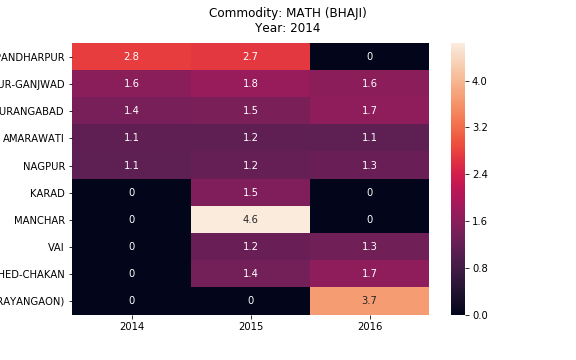 Commodity: MATH (BHAJI)
Year: 2014
PANDHARPUR 2.8 2.7 0
UR-GANJWAD 1.6 1.8 1.6
URANGABAD 1.4 1.5 1.7
AMARAWATI 1.1 1.2 1.1
NAGPUR 1.1 1.2 1.3
KARAD 0 1.5 0
MANCHAR 0 4.6 0
VAI 0 1.2 1.3
HED-CHAKAN 0 1.4 1.7
RAYANGAON) 0 0 3.7
2014 2015 2016
4.0
3.2
2.4
1.6
0.8
0.0